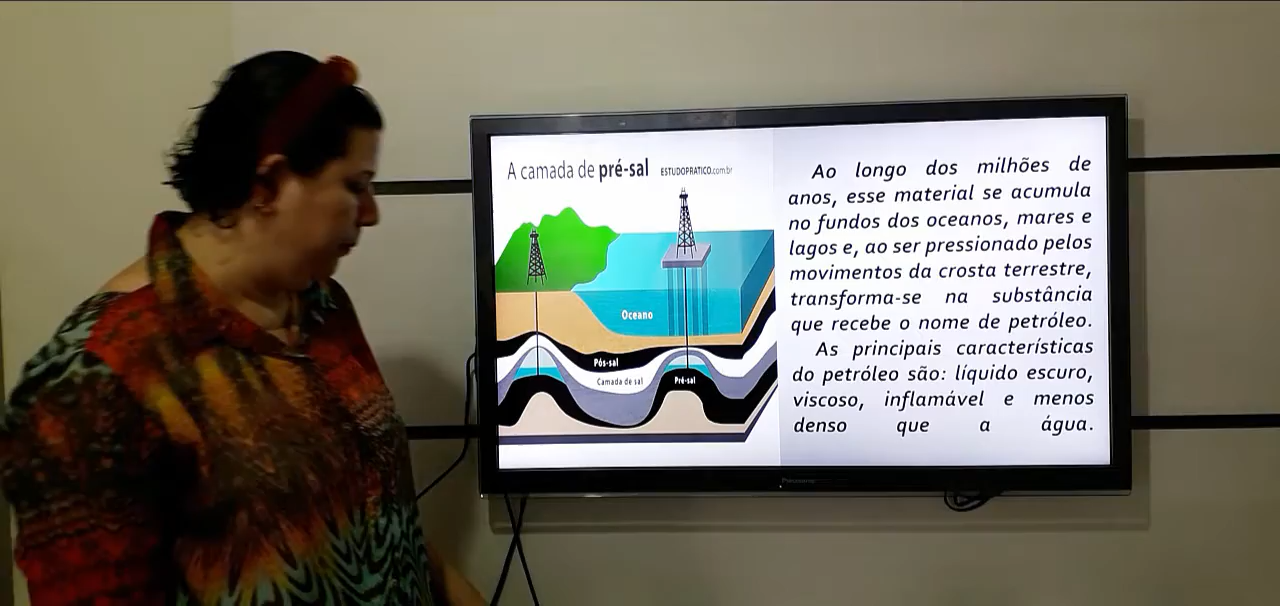 A camada de pré-sal ESTUDOPRATICO.com.br
Oceano
Pós-sal
Camada de sal
Pré-sal
Ao longo dos milhões de
anos, esse material se acumula
no fundos dos oceanos, mares e
lagos e, ao ser pressionado pelos
movimentos da crosta terrestre,
transforma-se na substância
que recebe o nome de petróleo.
As principais características
do petróleo são: líquido escuro,
viscoso, inflamável e menos
denso que a água.
Panasonic